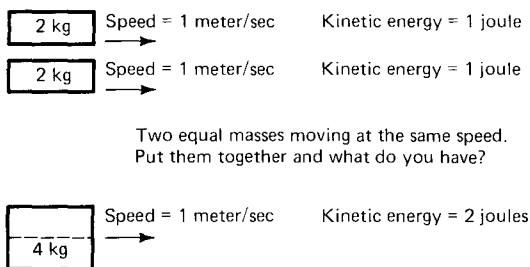 2 kg Speed = 1 meter/sec Kinetic energy = 1 joule
2 kg Speed = 1 meter/sec Kinetic energy = 1 joule
Two equal masses moving at the same speed.
Put them together and what do you have?
Speed = 1 meter/sec Kinetic energy = 2 joules
4 kg